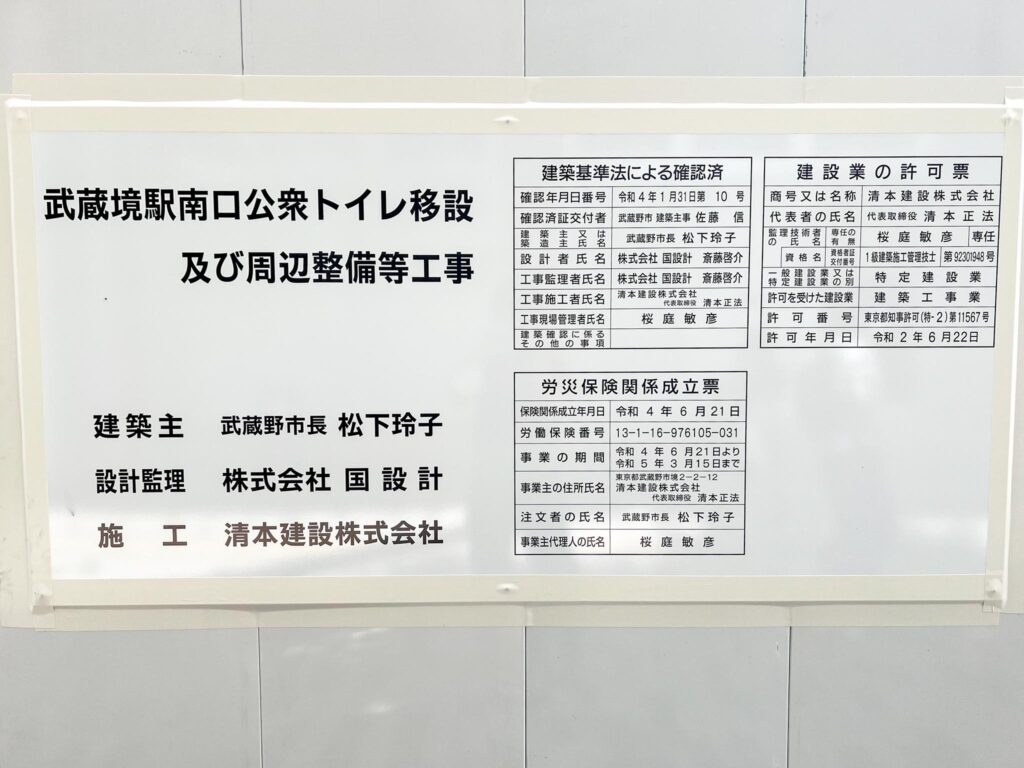 武蔵境駅南口公衆トイレ移設
及び周辺整備等工事
建築主 武蔵野市長 松下玲子
設計監理 株式会社 国設計
施工 清本建設株式会社
建築基準法による確認済
確認年月日番号 令和4年1月31日第 10 号
確認済証交付者 武蔵野市 建築主事 佐藤 信
建築主又は
築造主氏名 武蔵野市長 松下玲子
設計者氏名 株式会社 国設計 斎藤啓介
工事監理者氏名 株式会社 国設計 斎藤啓介
工事施工者氏名 清本建設株式会社
代表取締役 清本正法
工事現場管理者氏名 桜庭敏彦
建築確認に係る
その他の事項
労災保険関係成立票
保険関係成立年月日 令和 4年 6月21日
労働保険番号 13-1-16-976105-031
事業の期間 令和 4年 6月21日より
令和 5年 3月15日まで
事業主の住所氏名 東京都武蔵野市境2-2-12
清本建設株式会社
代表取締役 清本正法
注文者の氏名 武蔵野市長 松下玲子
事業主代理人の氏名 桜庭敏彦
建設業の許可票
商号又は名称 清本建設株式会社
代表者の氏名 代表取締役 清本正法
監理技術者の氏名 専任の有無 桜庭敏彦 専任
資格名 資格者証交付番号 1級建築施工管理技士 第92301948号
一般建設業又は
特定建設業の別 特定建設業
許可を受けた建設業 建築工事業
許可番号 東京都知事許可(特-2)第11567号
許可年月日 令和2年6月22日